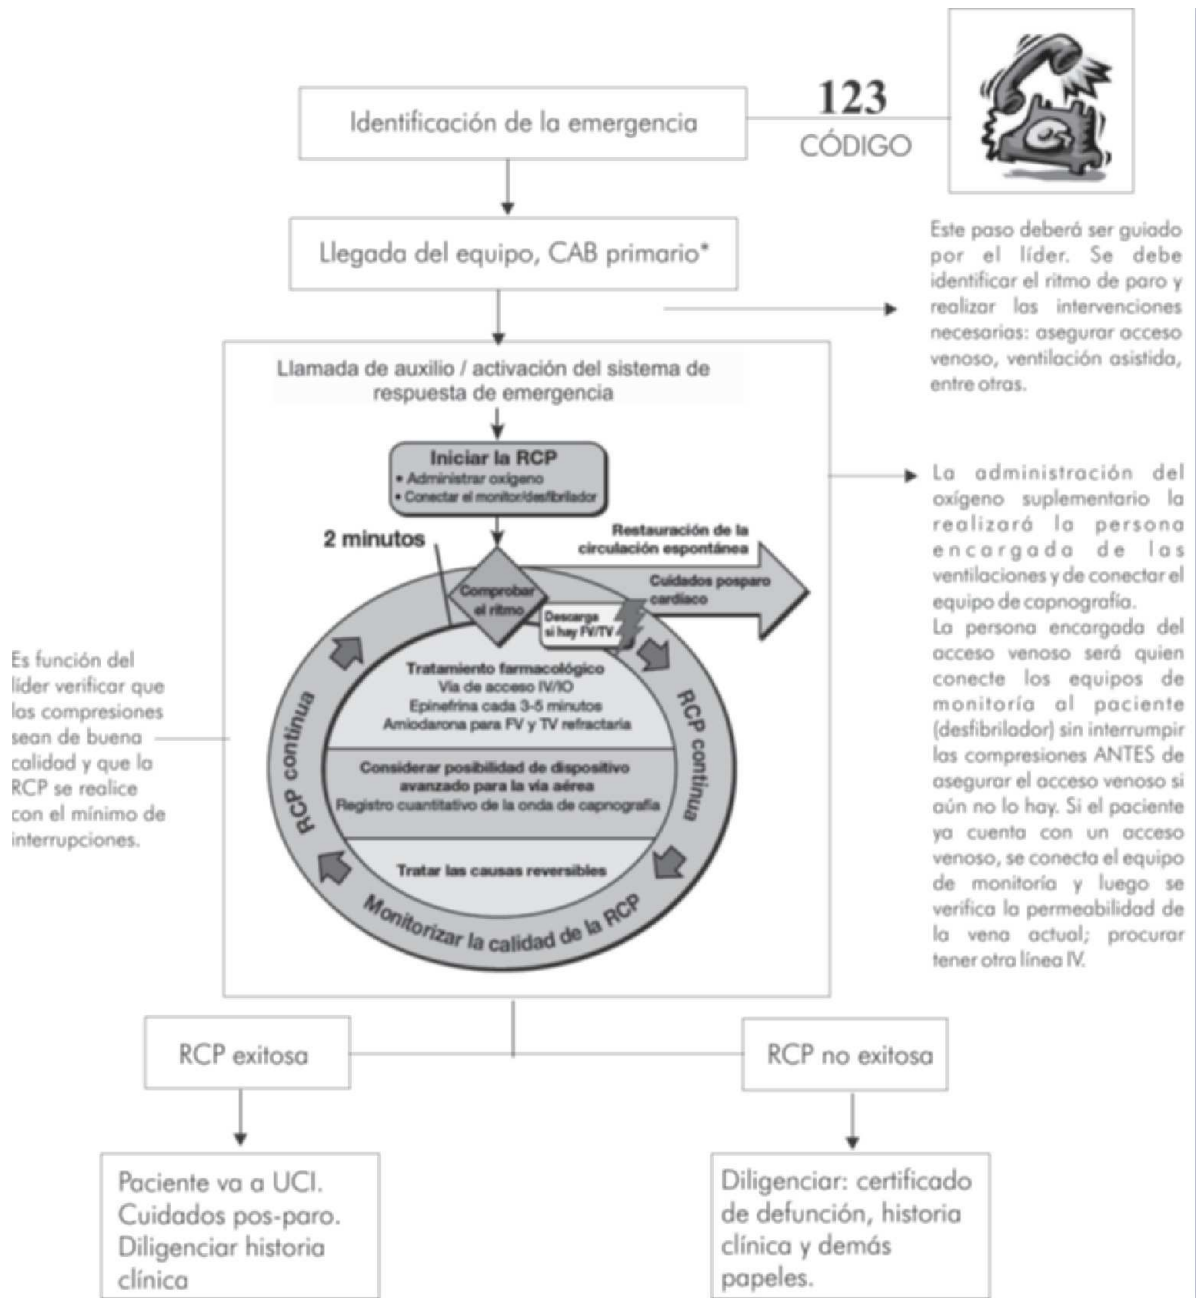 Identificación de la emergencia
123
CÓDIGO
Llegada del equipo, CAB primario*
Este paso deberá ser guiado
por el líder. Se debe
identificar el ritmo de paro y
realizar las intervenciones
necesarias: asegurar acceso
venoso, ventilación asistida,
entre otras.
Llamada de auxilio / activación del sistema de
respuesta de emergencia
Iniciar la RCP
• Administrar oxígeno
• Conectar el monitor/desfibrilador
2 minutos
Comprobar
el ritmo
Restauración de la
circulación espontánea
Cuidados posparo
cardíaco
Descarga
si hay FV/TV
Tratamiento farmacológico
Vía de acceso IV/IO
Epinefrina cada 3-5 minutos
Amiodarona para FV y TV refractaria
Considerar posibilidad de dispositivo
avanzado para la vía aérea
Registro cuantitativo de la onda de capnografía
Tratar las causas reversibles
RCP continua
RCP continua
Monitorizar la calidad de la RCP
Es función del
líder verificar que
las compresiones
sean de buena
calidad y que la
RCP se realice
con el mínimo de
interrupciones.
La administración del
oxígeno suplementario la
realizará la persona
encargada de las
ventilaciones y de conectar el
equipo de capnografía.
La persona encargada del
acceso venoso será quien
conecte los equipos de
monitoría al paciente
(desfibrilador) sin interrumpir
las compresiones ANTES de
asegurar el acceso venoso si
aún no lo hay. Si el paciente
ya cuenta con un acceso
venoso, se conecta el equipo
de monitoría y luego se
verifica la permeabilidad de
la vena actual; procurar
tener otra línea IV.
RCP exitosa
RCP no exitosa
Paciente va a UCI.
Cuidados pos-paro.
Diligenciar historia
clínica
Diligenciar: certificado
de defunción, historia
clínica y demás
papeles.